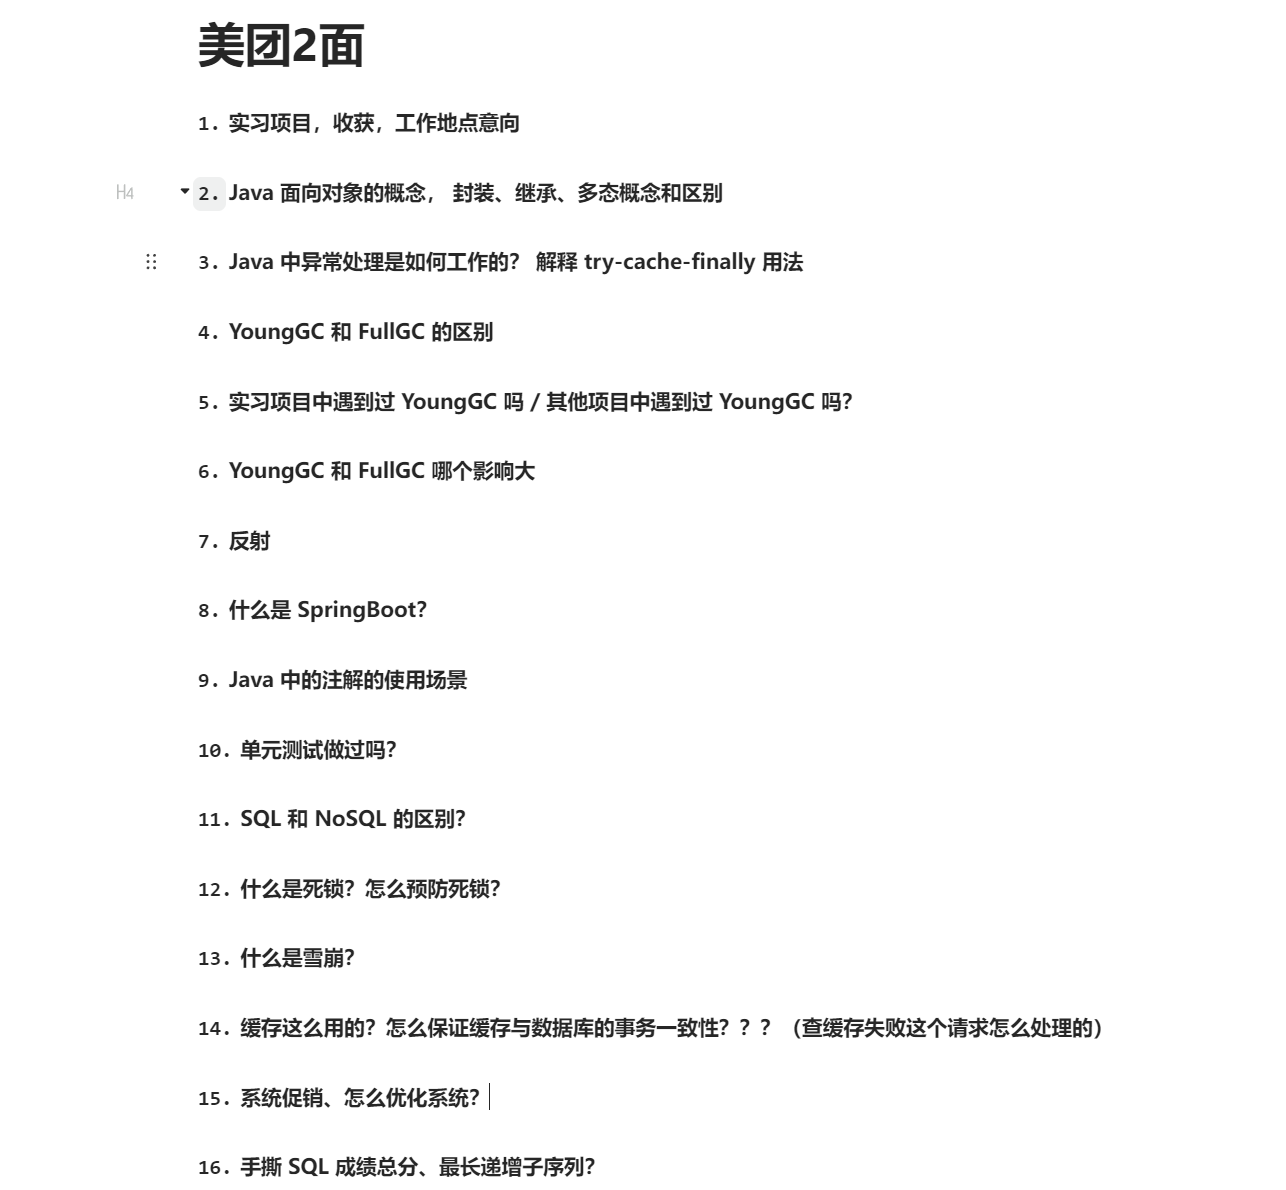 美团2面
1. 实习项目，收获，工作地点意向
H4
2. Java 面向对象的概念， 封装、继承、多态概念和区别
3. Java 中异常处理是如何工作的？ 解释 try-cache-finally 用法
4. YoungGC 和 FullGC 的区别
5. 实习项目中遇到过 YoungGC 吗 / 其他项目中遇到过 YoungGC 吗？
6. YoungGC 和 FullGC 哪个影响大
7. 反射
8. 什么是 SpringBoot？
9. Java 中的注解的使用场景
10. 单元测试做过吗？
11. SQL 和 NoSQL 的区别？
12. 什么是死锁？怎么预防死锁？
13. 什么是雪崩？
14. 缓存这么用的？怎么保证缓存与数据库的事务一致性？？？（查缓存失败这个请求怎么处理的）
15. 系统促销、怎么优化系统？
16. 手撕 SQL 成绩总分、最长递增子序列？